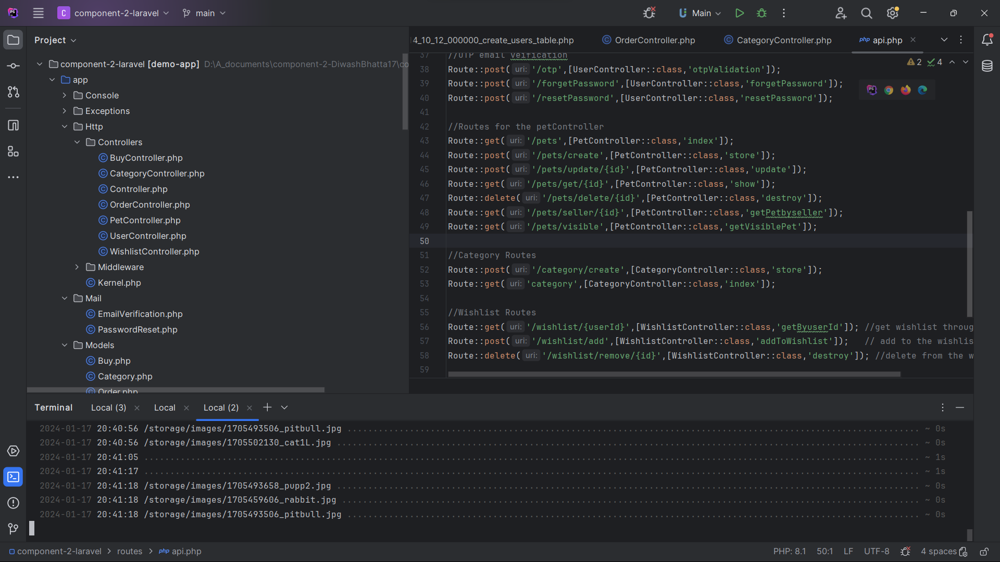 C component-2-laravel main Main
Project
component-2-laravel [demo-app] D:\A_documents\component-2-DiwashBhatta17\co
app
Console
Exceptions
Http
Controllers
BuyController.php
CategoryController.php
Controller.php
OrderController.php
PetController.php
UserController.php
WishlistController.php
Middleware
Kernel.php
Mail
EmailVerification.php
PasswordReset.php
Models
Buy.php
Category.php
Order.php
4_10_12_000000_create_users_table.php OrderController.php CategoryController.php php api.php
2 4
37 //OTP email veification
38 Route::post( uri: '/otp',[UserController::class,'otpValidation']);
39 Route::post( uri: '/forgetPassword',[UserController::class,'forgetPassword']);
40 Route::post( uri: '/resetPassword',[UserController::class,'resetPassword']);
41
42 //Routes for the petController
43 Route::get( uri: '/pets',[PetController::class,'index']);
44 Route::post( uri: '/pets/create',[PetController::class,'store']);
45 Route::post( uri: '/pets/update/{id}',[PetController::class,'update']);
46 Route::get( uri: '/pets/get/{id}',[PetController::class,'show']);
47 Route::delete( uri: '/pets/delete/{id}',[PetController::class,'destroy']);
48 Route::get( uri: '/pets/seller/{id}',[PetController::class,'getPetbyseller']);
49 Route::get( uri: '/pets/visible',[PetController::class,'getVisiblePet']);
50
51 //Category Routes
52 Route::post( uri: '/category/create',[CategoryController::class,'store']);
53 Route::get( uri: 'category',[CategoryController::class,'index']);
54
55 //Wishlist Routes
56 Route::get( uri: '/wishlist/{userId}',[WishlistController::class,'getByuserId']); //get wishlist throug
57 Route::post( uri: '/wishlist/add',[WishlistController::class,'addToWishlist']); // add to the wishlis
58 Route::delete( uri: '/wishlist/remove/{id}',[WishlistController::class,'destroy']); //delete from the w
59
Terminal Local (3) Local Local (2)
2024-01-17 20:40:56 /storage/images/1705493506_pitbull.jpg ~ 0s
2024-01-17 20:40:56 /storage/images/1705502130_cat1L.jpg ~ 0s
2024-01-17 20:41:05 ~ 1s
2024-01-17 20:41:17 ~ 1s
2024-01-17 20:41:18 /storage/images/1705493658_pupp2.jpg ~ 0s
2024-01-17 20:41:18 /storage/images/1705459606_rabbit.jpg ~ 0s
2024-01-17 20:41:18 /storage/images/1705493506_pitbull.jpg ~ 0s
component-2-laravel > routes > php api.php PHP: 8.1 50:1 LF UTF-8 4 spaces